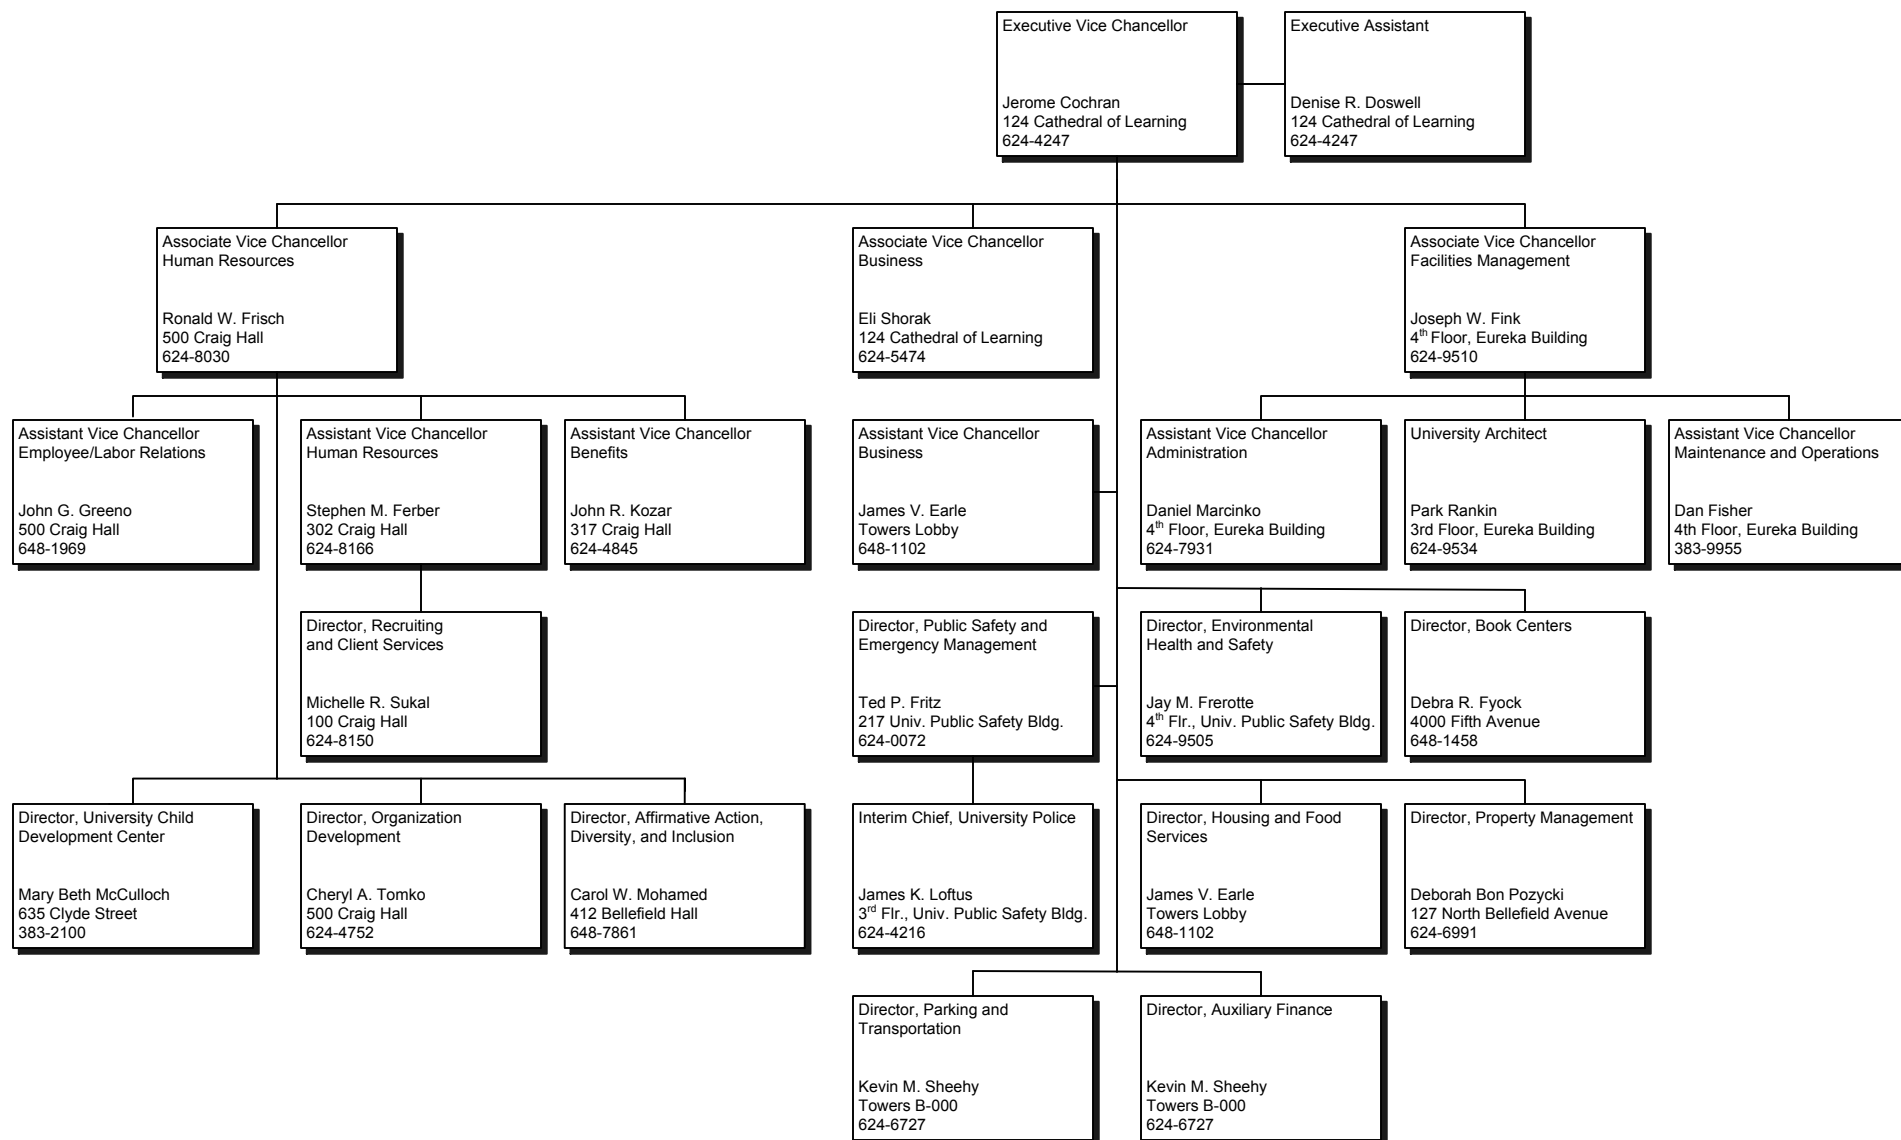 Executive Vice Chancellor
Jerome Cochran
124 Cathedral of Learning
624-4247
Executive Assistant
Denise R. Doswell
124 Cathedral of Learning
624-4247
Associate Vice Chancellor
Human Resources
Ronald W. Frisch
500 Craig Hall
624-8030
Associate Vice Chancellor
Business
Eli Shorak
124 Cathedral of Learning
624-5474
Associate Vice Chancellor
Facilities Management
Joseph W. Fink
4th Floor, Eureka Building
624-9510
Assistant Vice Chancellor
Employee/Labor Relations
John G. Greeno
500 Craig Hall
648-1969
Assistant Vice Chancellor
Human Resources
Stephen M. Ferber
302 Craig Hall
624-8166
Assistant Vice Chancellor
Benefits
John R. Kozar
317 Craig Hall
624-4845
Assistant Vice Chancellor
Business
James V. Earle
Towers Lobby
648-1102
Assistant Vice Chancellor
Administration
Daniel Marcinko
4th Floor, Eureka Building
624-7931
University Architect
Park Rankin
3rd Floor, Eureka Building
624-9534
Assistant Vice Chancellor
Maintenance and Operations
Dan Fisher
4th Floor, Eureka Building
383-9955
Director, Recruiting
and Client Services
Michelle R. Sukal
100 Craig Hall
624-8150
Director, Public Safety and
Emergency Management
Ted P. Fritz
217 Univ. Public Safety Bldg.
624-0072
Director, Environmental
Health and Safety
Jay M. Frerotte
4th Flr., Univ. Public Safety Bldg.
624-9505
Director, Book Centers
Debra R. Fyock
4000 Fifth Avenue
648-1458
Director, University Child
Development Center
Mary Beth McCulloch
635 Clyde Street
383-2100
Director, Organization
Development
Cheryl A. Tomko
500 Craig Hall
624-4752
Director, Affirmative Action,
Diversity, and Inclusion
Carol W. Mohamed
412 Bellefield Hall
648-7861
Interim Chief, University Police
James K. Loftus
3rd Flr., Univ. Public Safety Bldg.
624-4216
Director, Housing and Food
Services
James V. Earle
Towers Lobby
648-1102
Director, Property Management
Deborah Bon Pozycki
127 North Bellefield Avenue
624-6991
Director, Parking and
Transportation
Kevin M. Sheehy
Towers B-000
624-6727
Director, Auxiliary Finance
Kevin M. Sheehy
Towers B-000
624-6727